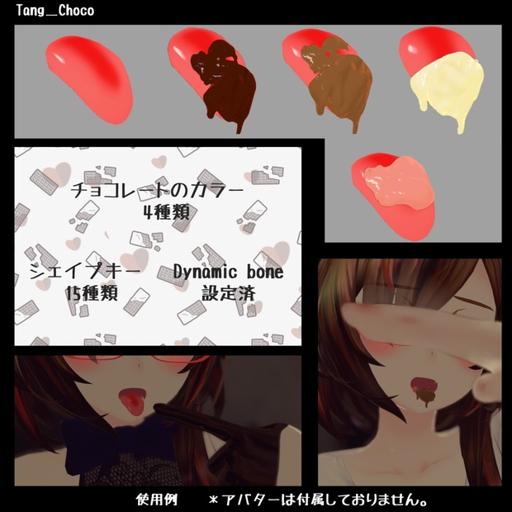 Tang__Choco
チョコレートのカラー
4種類
シェイプキー
15種類
Dynamic bone
設定済
使用例　＊アバターは付属しておりません。